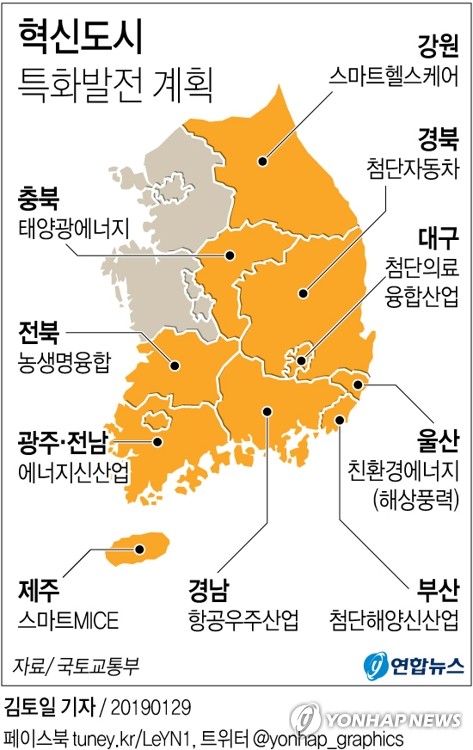 혁신도시
특화발전 계획
강원
스마트헬스케어
경북
첨단자동차
충북
태양광에너지
대구
첨단의료
융합산업
전북
농생명융합
광주·전남
에너지신산업
울산
친환경에너지
(해상풍력)
제주
스마트MICE
경남
항공우주산업
부산
첨단해양신산업
자료/국토교통부
연합뉴스
김토일 기자 / 20190129
페이스북 tuney.kr/LeYN1, 트위터 @yonhap_graphics
YONHAP NEWS